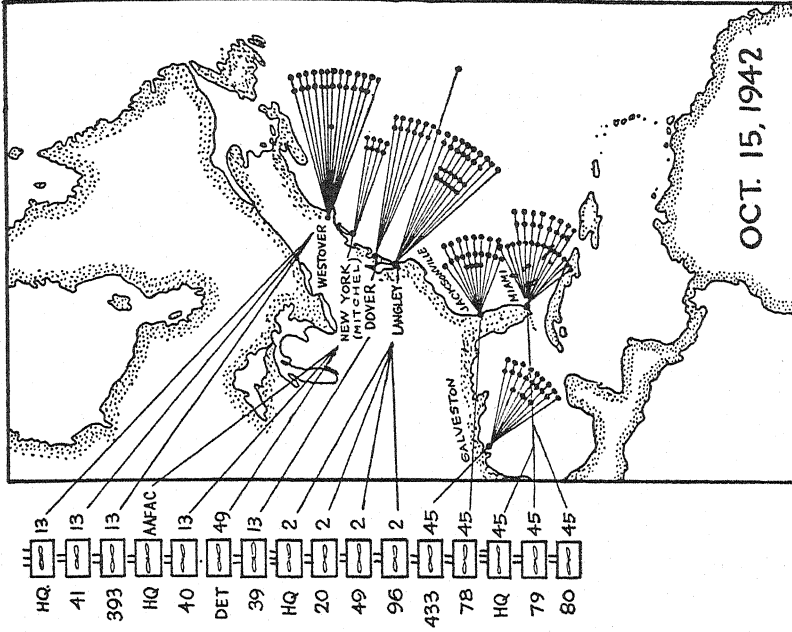 OCT. 15, 1942
WESTOVER
NEW YORK
(MITCHEL)
DOVER
LANGLEY
JACKSONVILLE
MIAMI
GALVESTON
HQ. 13
41 13
393 13
HQ AAFAC
40 13
DET 49
39 13
HQ 2
20 2
49 2
96 2
433 45
78 45
HQ 45
79 45
80 45